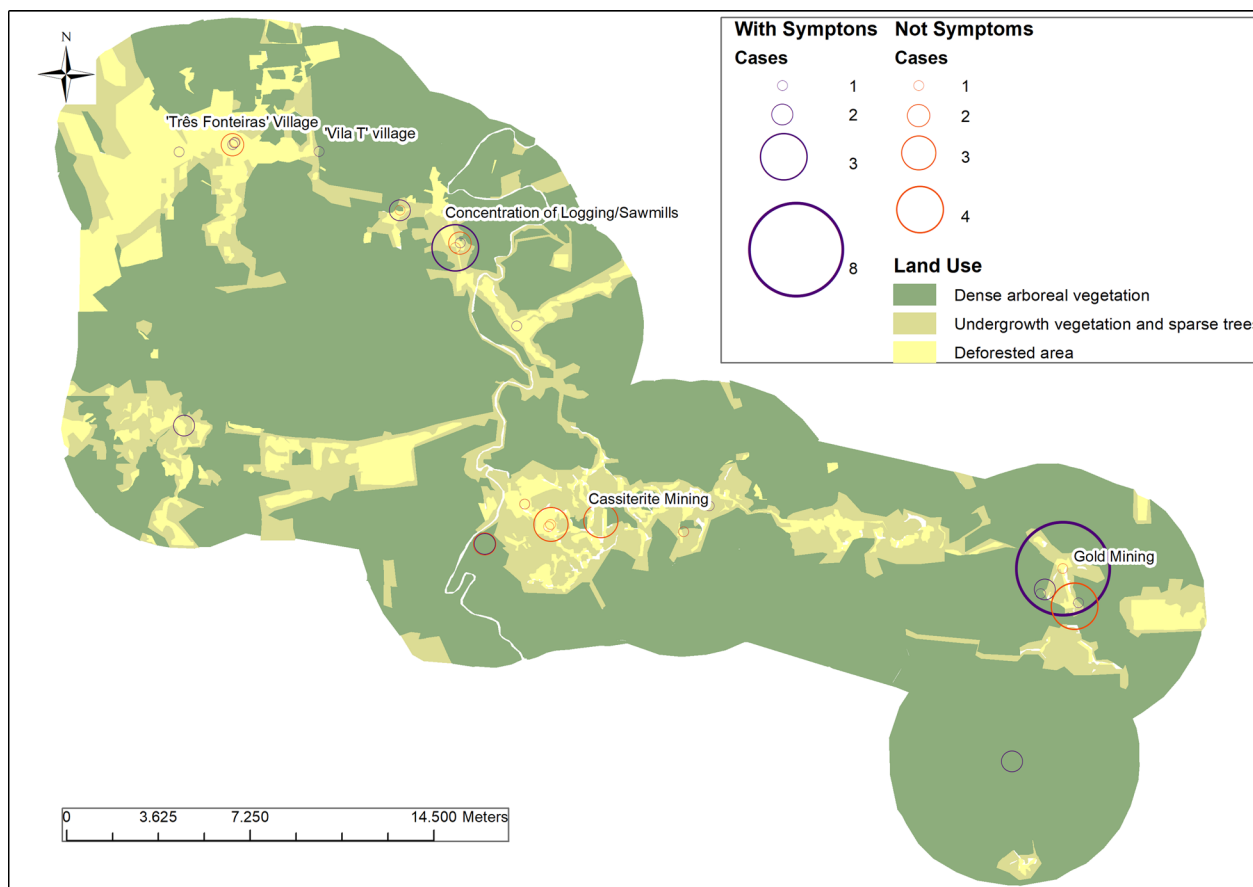 N
'Três Fonteiras' Village
'Vila T' village
Concentration of Logging/Sawmills
Cassiterite Mining
Gold Mining
With Symptons
Cases
1
2
3
8
Not Symptoms
Cases
1
2
3
4
Land Use
Dense arboreal vegetation
Undergrowth vegetation and sparse trees
Deforested area
0 3.625 7.250 14.500 Meters